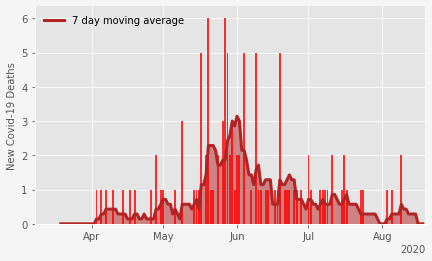 7 day moving average
New Covid-19 Deaths
6
5
4
3
2
1
0
Apr
May
Jun
Jul
Aug
2020